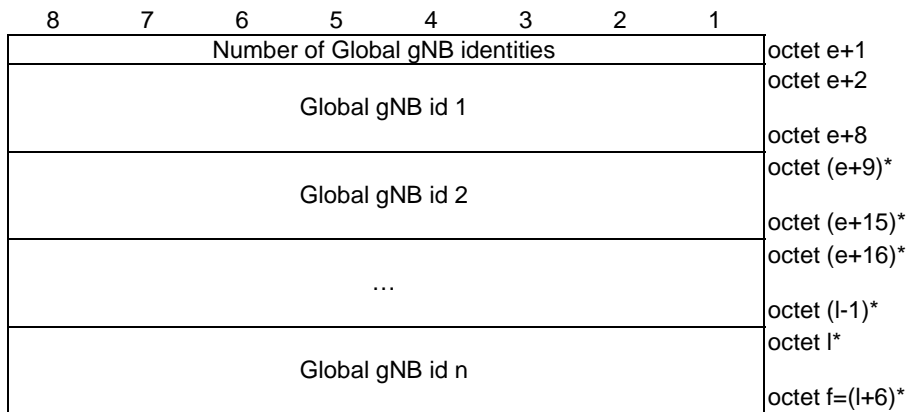 8 7 6 5 4 3 2 1
Number of Global gNB identities octet e+1
octet e+2
Global gNB id 1
octet e+8
octet (e+9)*
Global gNB id 2
octet (e+15)*
octet (e+16)*
…
octet (l-1)*
octet l*
Global gNB id n
octet f=(l+6)*